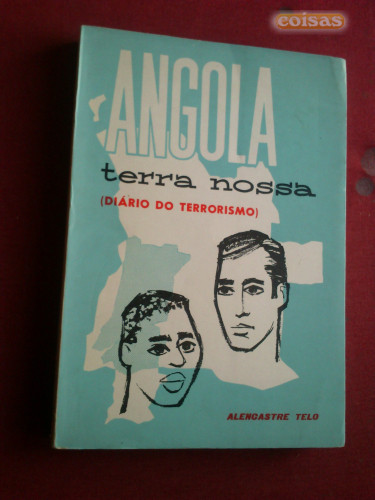 coisas
ANGOLA
terra nossa
(DIÁRIO DO TERRORISMO)
ALENCASTRE TELO